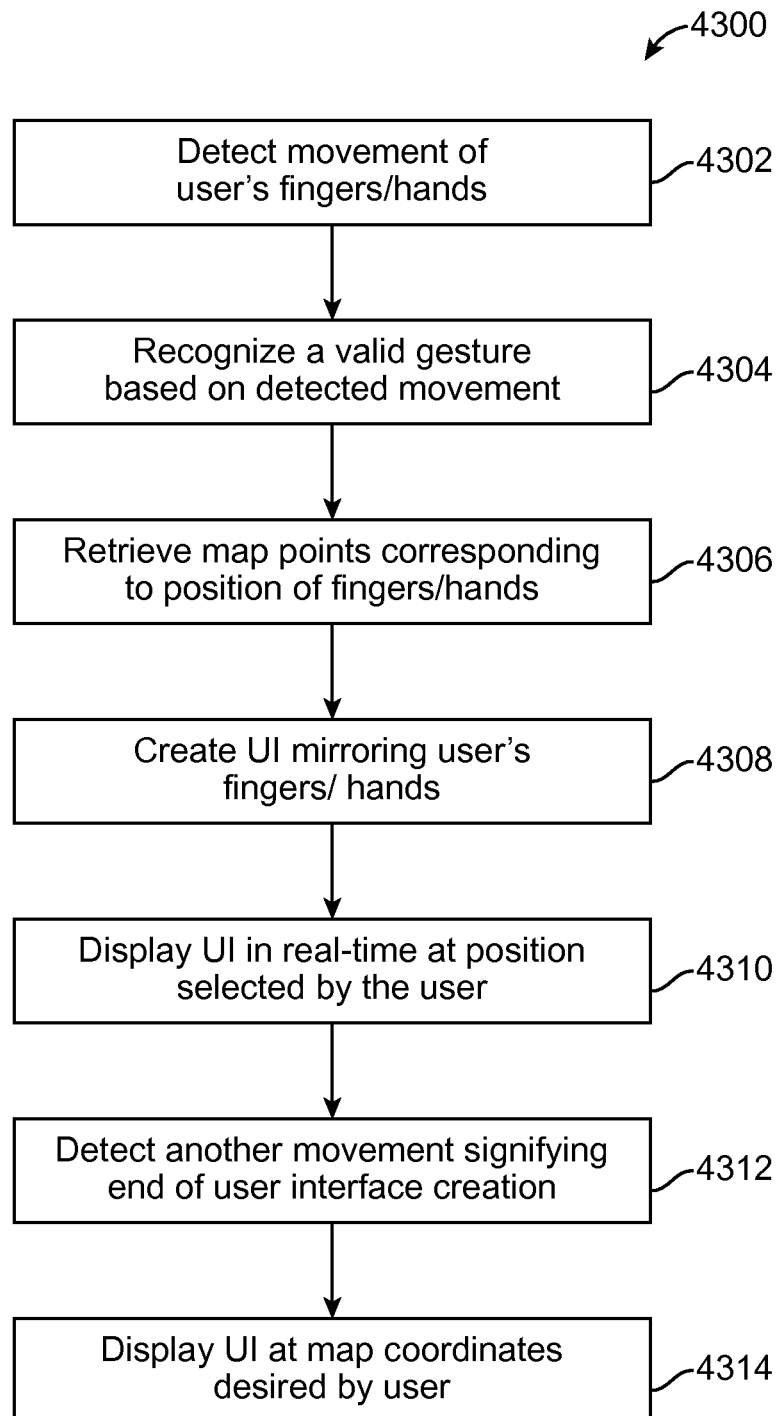 4300
Detect movement of
user's fingers/hands
4302
Recognize a valid gesture
based on detected movement
4304
Retrieve map points corresponding
to position of fingers/hands
4306
Create UI mirroring user's
fingers/ hands
4308
Display UI in real-time at position
selected by the user
4310
Detect another movement signifying
end of user interface creation
4312
Display UI at map coordinates
desired by user
4314